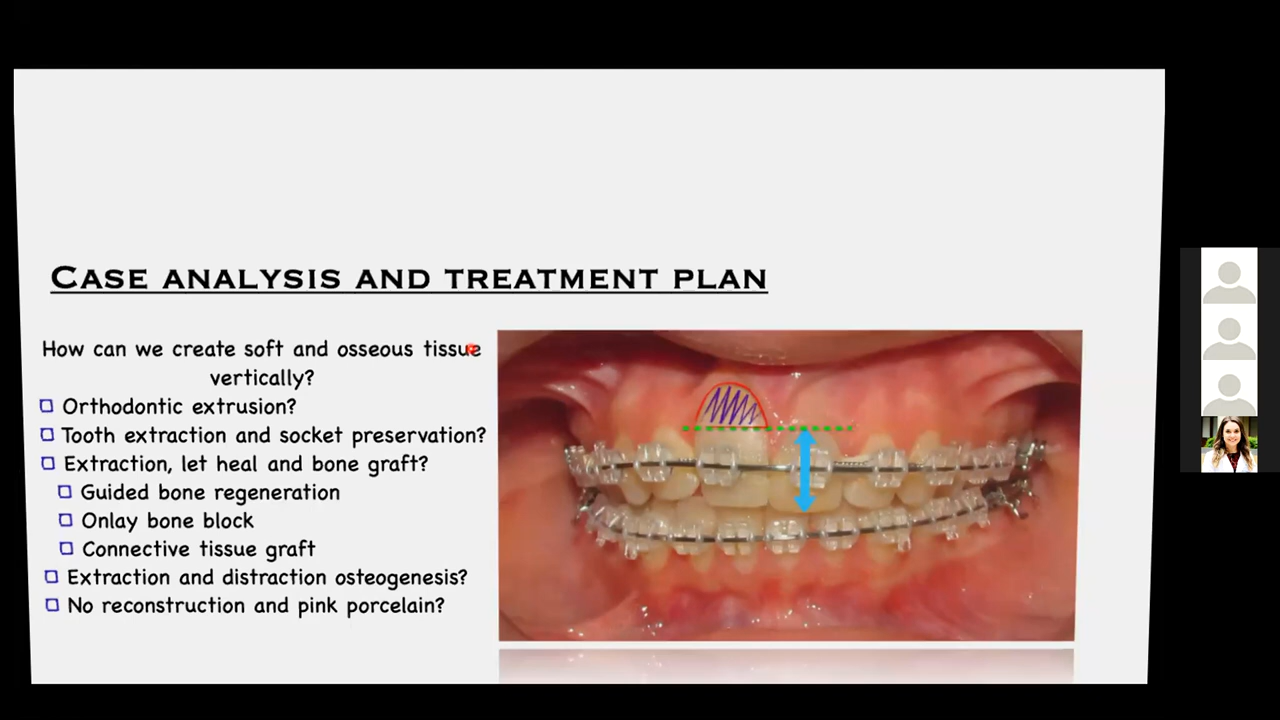 CASE ANALYSIS AND TREATMENT PLAN
How can we create soft and osseous tissue
vertically?
Orthodontic extrusion?
Tooth extraction and socket preservation?
Extraction, let heal and bone graft?
Guided bone regeneration
Onlay bone block
Connective tissue graft
Extraction and distraction osteogenesis?
No reconstruction and pink porcelain?